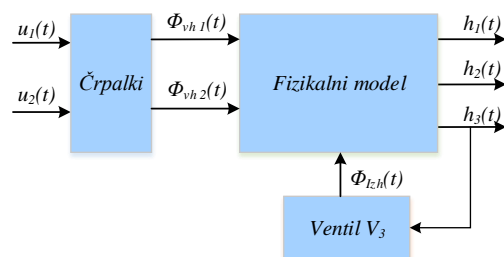 u1(t)
u2(t)
Črpalki
Φvh 1(t)
Φvh 2(t)
Fizikalni model
h1(t)
h2(t)
h3(t)
ΦIzh(t)
Ventil V3